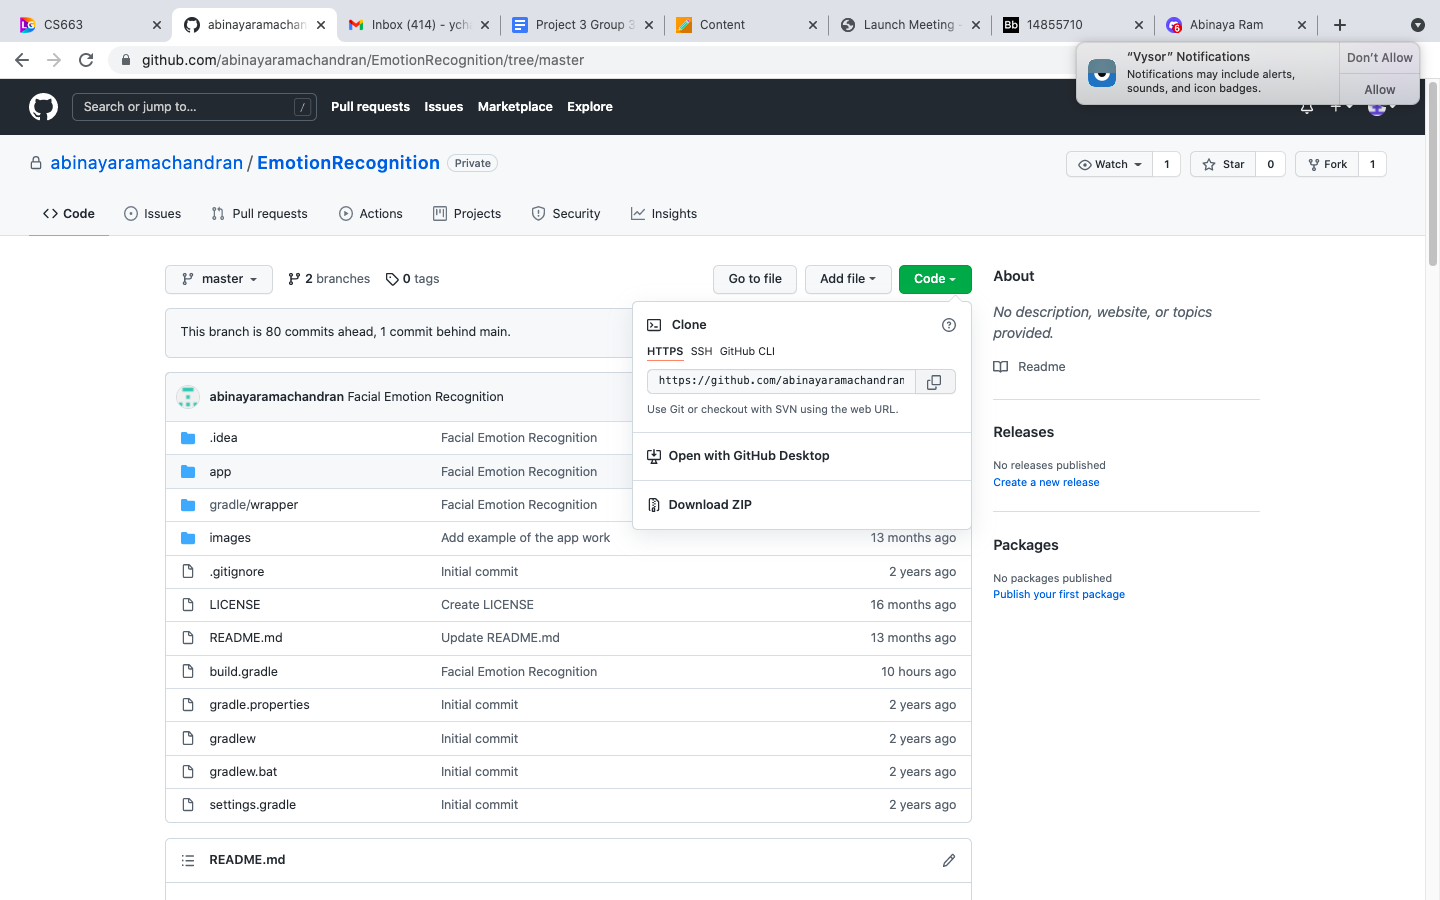 CS663
abinayaramachan
Inbox (414) - ycha
Project 3 Group 3
Content
Launch Meeting -
Bb 14855710
6 Abinaya Ram
github.com/abinayaramachandran/EmotionRecognition/tree/master
“Vysor” Notifications
Notifications may include alerts,
sounds, and icon badges.
Don’t Allow
Allow
Search or jump to... /
Pull requests Issues Marketplace Explore
abinayaramachandran / EmotionRecognition Private
Watch 1 Star 0 Fork 1
Code Issues Pull requests Actions Projects Security Insights
master 2 branches 0 tags Go to file Add file Code
This branch is 80 commits ahead, 1 commit behind main.
Clone
HTTPS SSH GitHub CLI
https://github.com/abinayaramachandran
Use Git or checkout with SVN using the web URL.
Open with GitHub Desktop
Download ZIP
abinayaramachandran Facial Emotion Recognition
.idea Facial Emotion Recognition
app Facial Emotion Recognition
gradle/wrapper Facial Emotion Recognition
images Add example of the app work 13 months ago
.gitignore Initial commit 2 years ago
LICENSE Create LICENSE 16 months ago
README.md Update README.md 13 months ago
build.gradle Facial Emotion Recognition 10 hours ago
gradle.properties Initial commit 2 years ago
gradlew Initial commit 2 years ago
gradlew.bat Initial commit 2 years ago
settings.gradle Initial commit 2 years ago
README.md
About
No description, website, or topics
provided.
Readme
Releases
No releases published
Create a new release
Packages
No packages published
Publish your first package